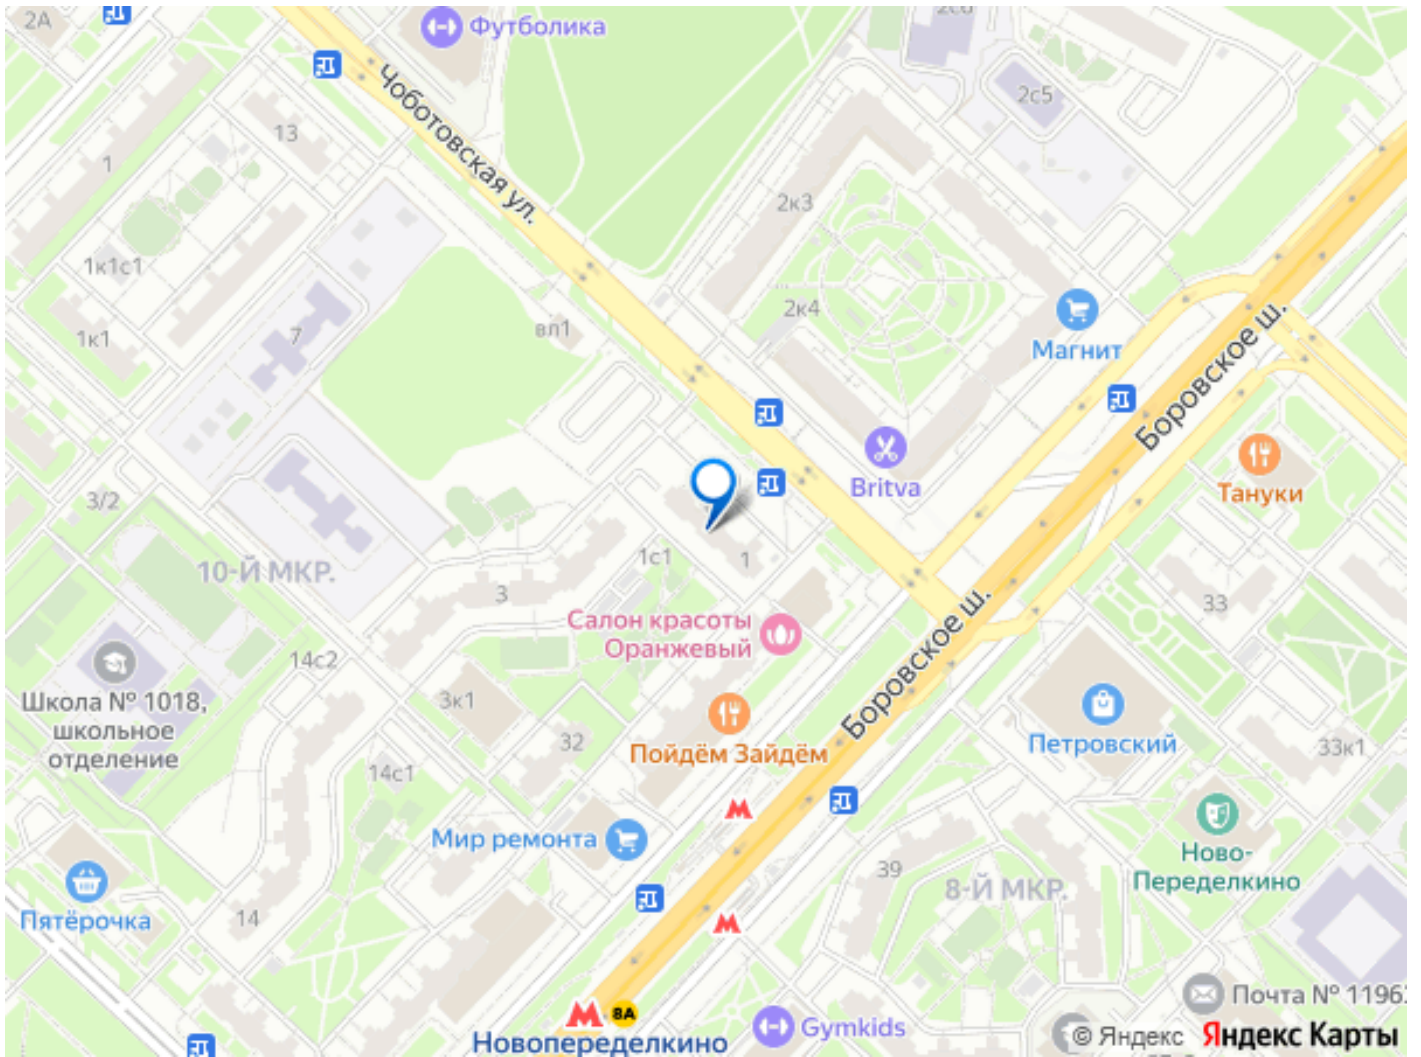 2А
Футболика
2с6
2с5
Чоботовская ул.
13
1
2к3
1к1с1
2к4
вл1
1к1
7
Магнит
Боровское ш.
Britva
Тануки
3/2
10-Й МКР.
1с1
1
3
33
Салон красоты
Оранжевый
Боровское ш.
14с2
Школа № 1018,
школьное
отделение
3к1
32
Пойдём Зайдём
Петровский
33к1
14с1
Мир ремонта
Ново-
Переделкино
39
8-Й МКР.
Пятёрочка
14
Почта № 1196
8А
Новопеределкино
Gymkids
© Яндекс Яндекс Карты